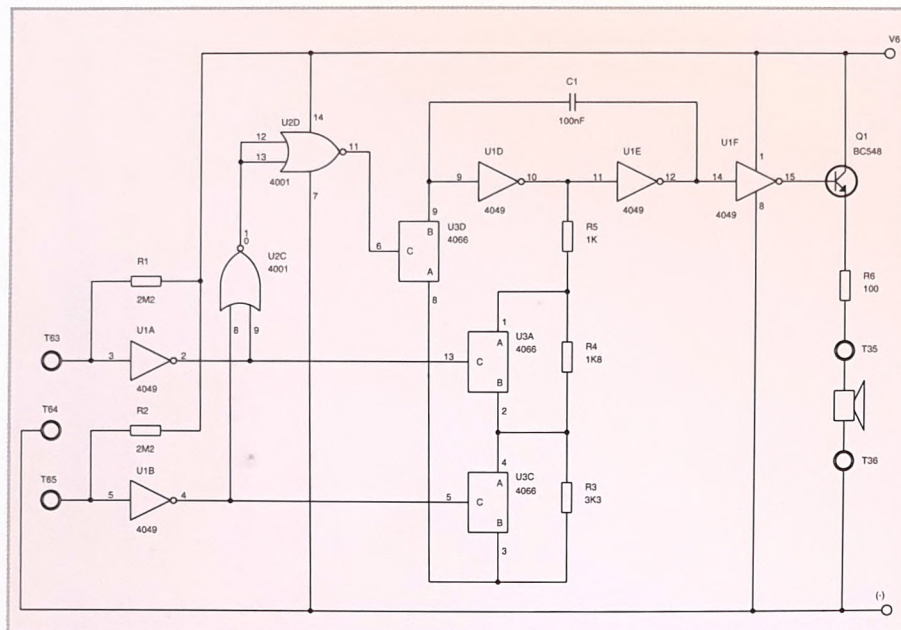 V6
C1
100nF
U2D
14
12
13
11
4001
7
U1D
9
10
4049
U1E
11
12
4049
U1F
14
1
15
8
4049
Q1
BC548
9
B
U3D
4066
6
C
A
8
R5
1K
1
0
U2C
4001
8
9
R1
2M2
T63
U1A
3
2
4049
13
1
A
U3A
4066
C
B
2
R4
1K8
R6
100
T35
T64
R2
2M2
T65
U1B
5
4
4049
5
4
A
U3C
4066
C
B
3
R3
3K3
T36
(-)